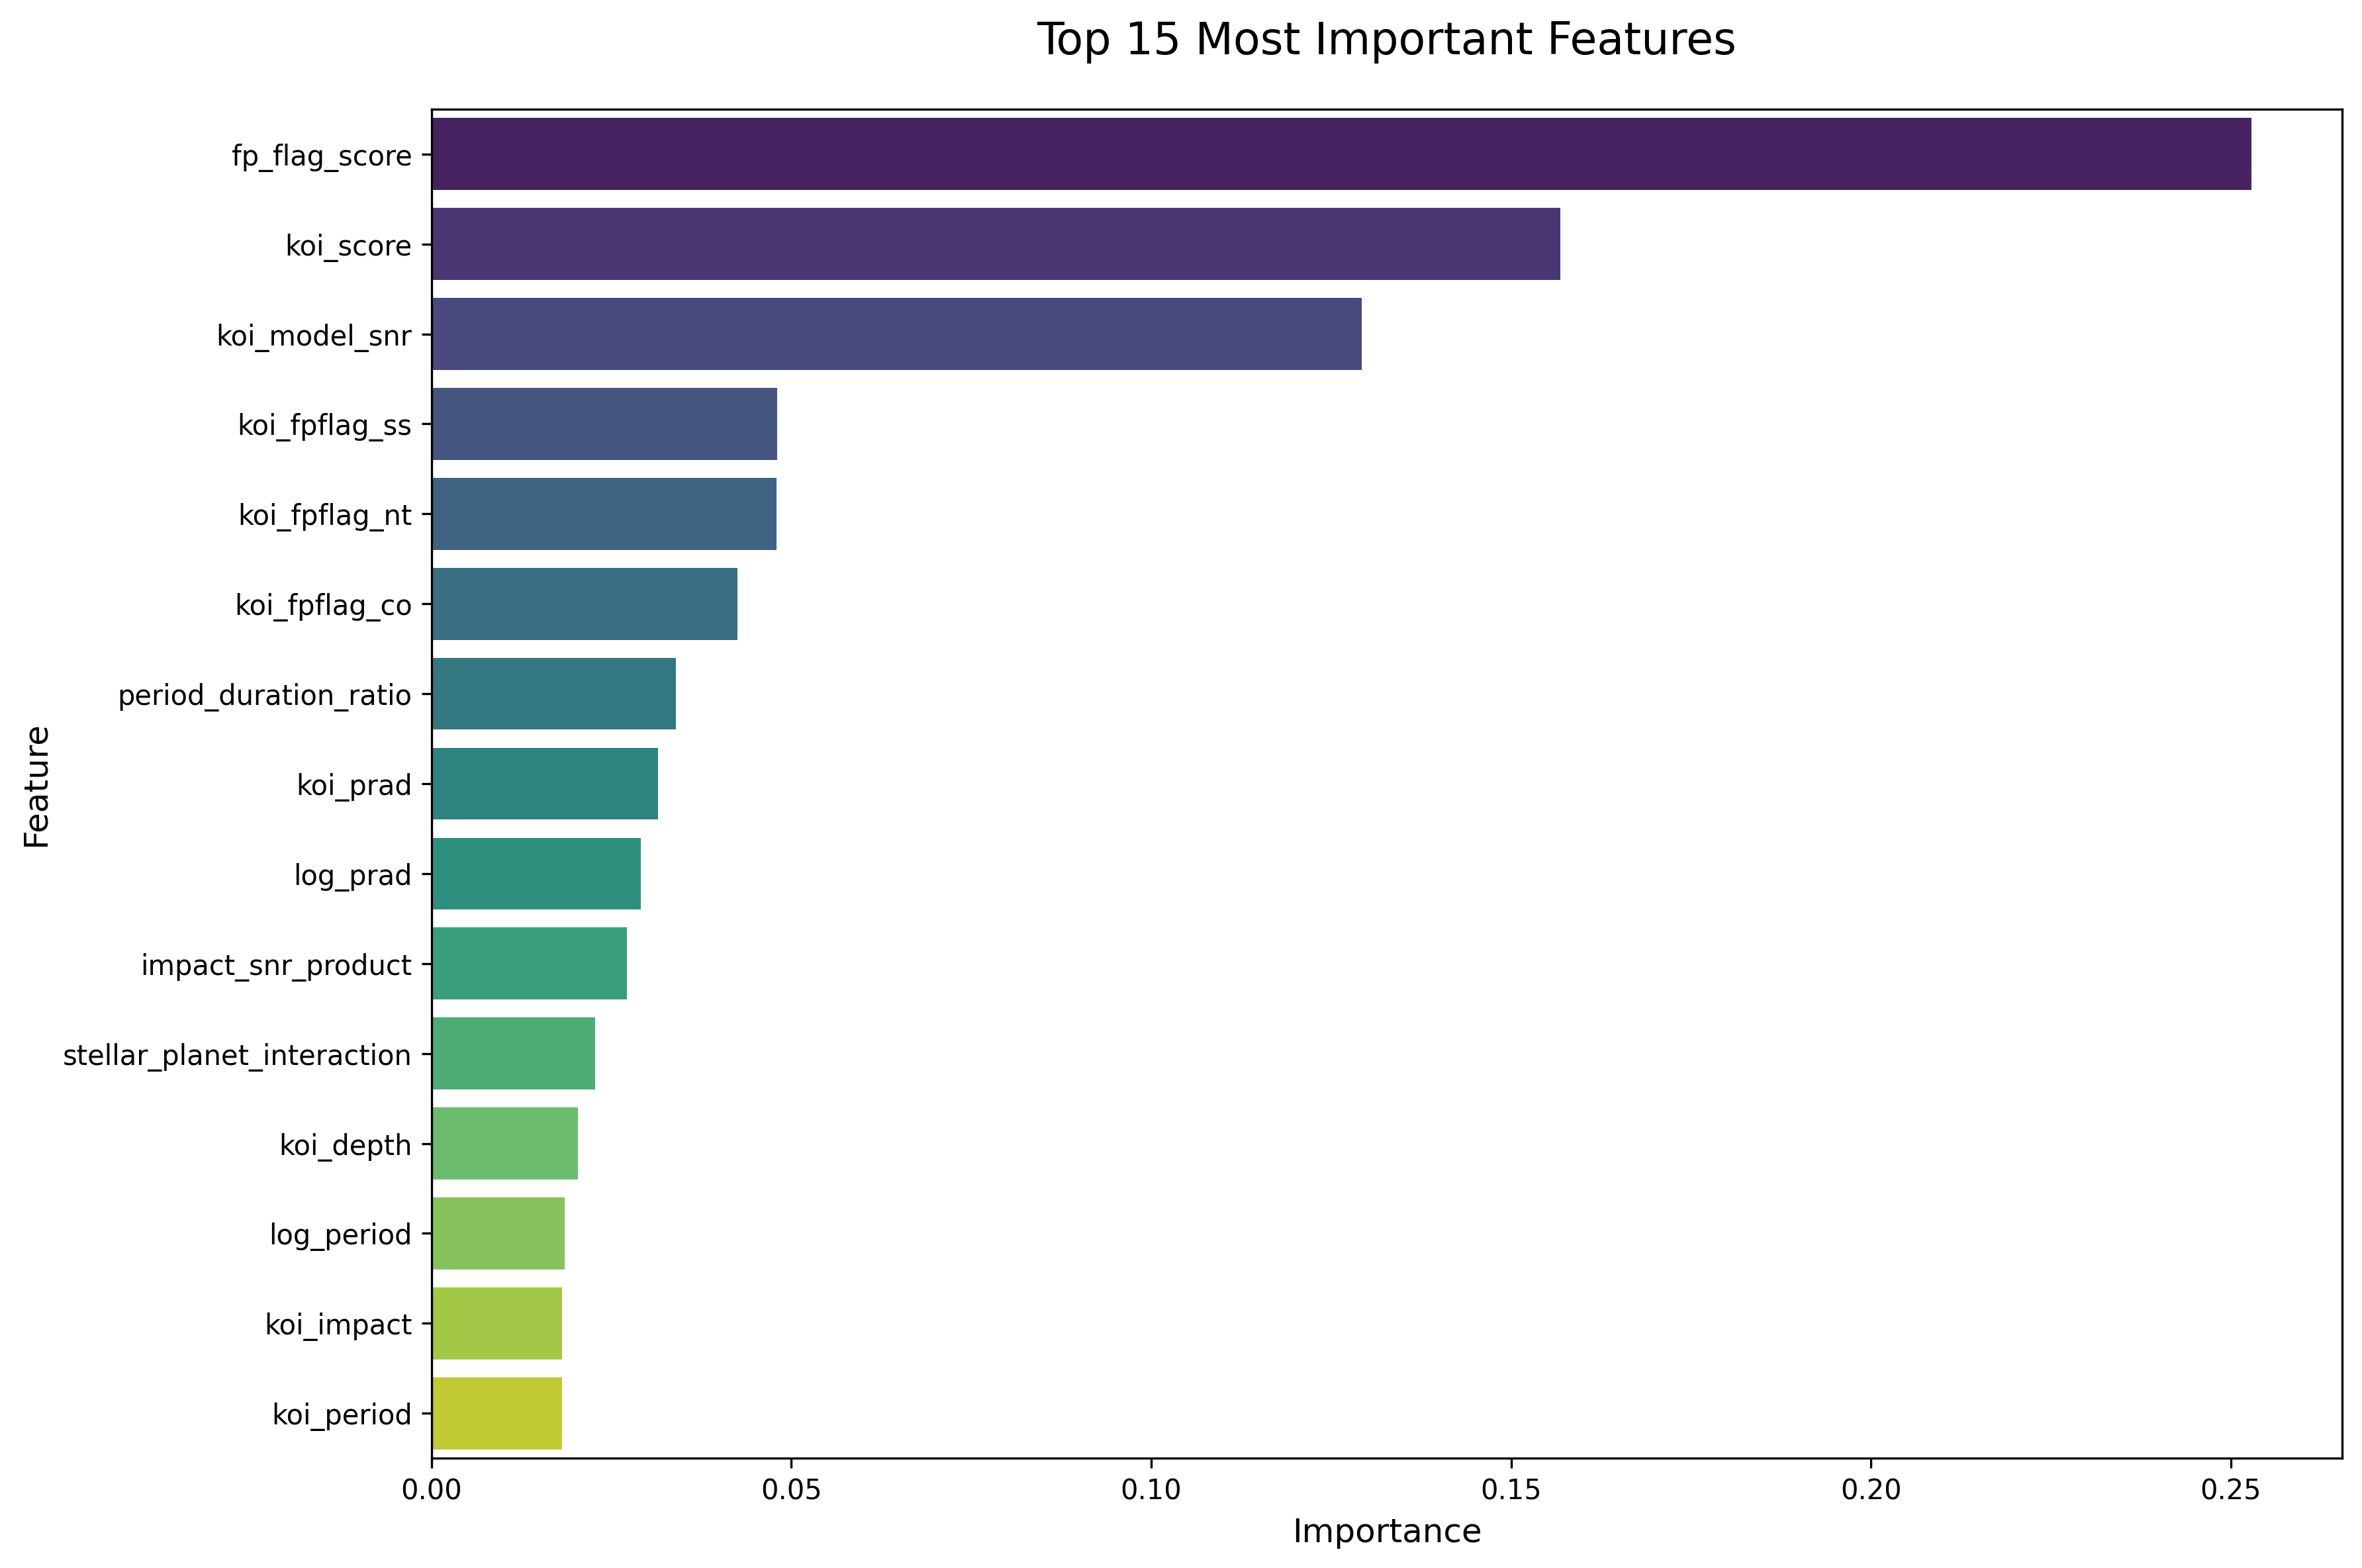 Top 15 Most Important Features
fp_flag_score
koi_score
koi_model_snr
koi_fpflag_ss
koi_fpflag_nt
koi_fpflag_co
period_duration_ratio
koi_prad
log_prad
impact_snr_product
stellar_planet_interaction
koi_depth
log_period
koi_impact
koi_period
Feature
0.00 0.05 0.10 0.15 0.20 0.25
Importance